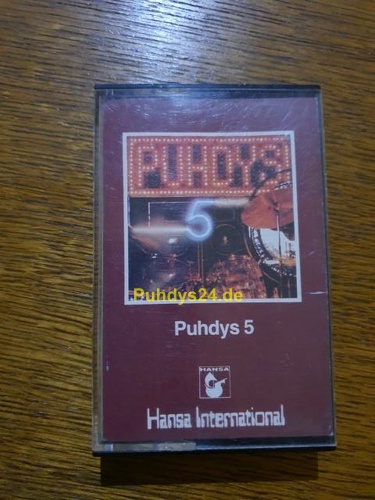 PUHDYS
5
Puhdys24.de
Puhdys 5
HANSA
Hansa International